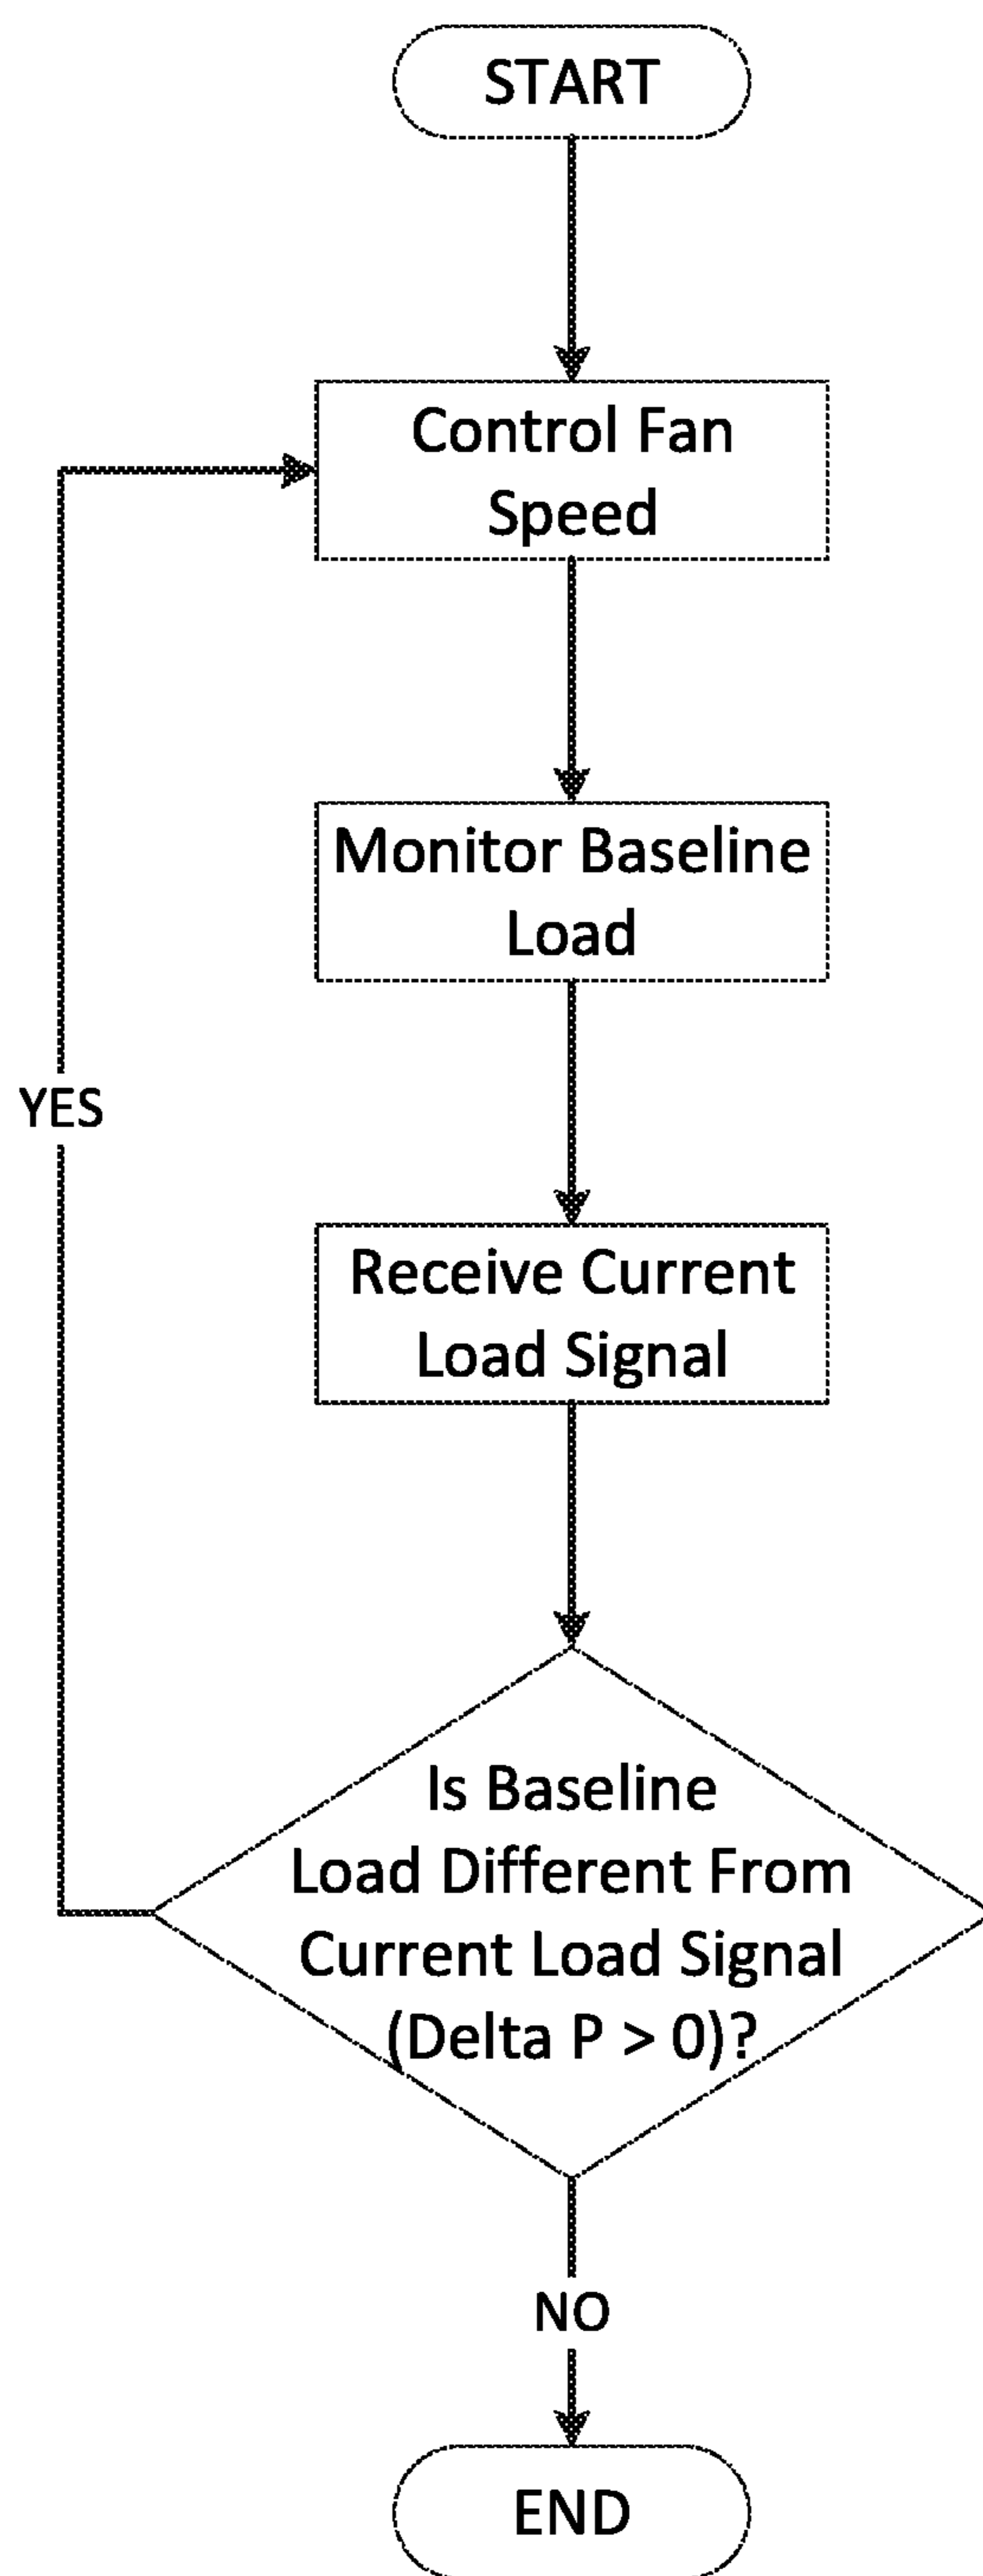 START
Control Fan
Speed
Monitor Baseline
Load
YES
Receive Current
Load Signal
Is Baseline
Load Different From
Current Load Signal
(Delta P > 0)?
NO
END